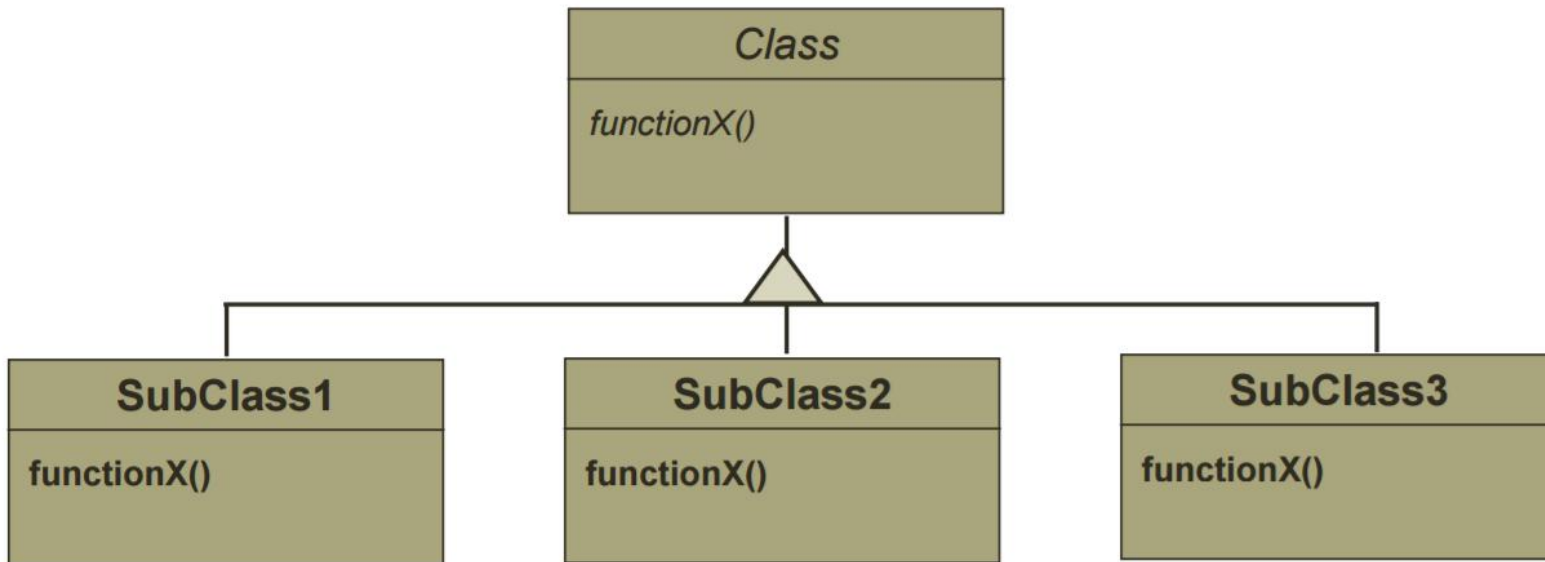 Class
functionX()
SubClass1
functionX()
SubClass2
functionX()
SubClass3
functionX()